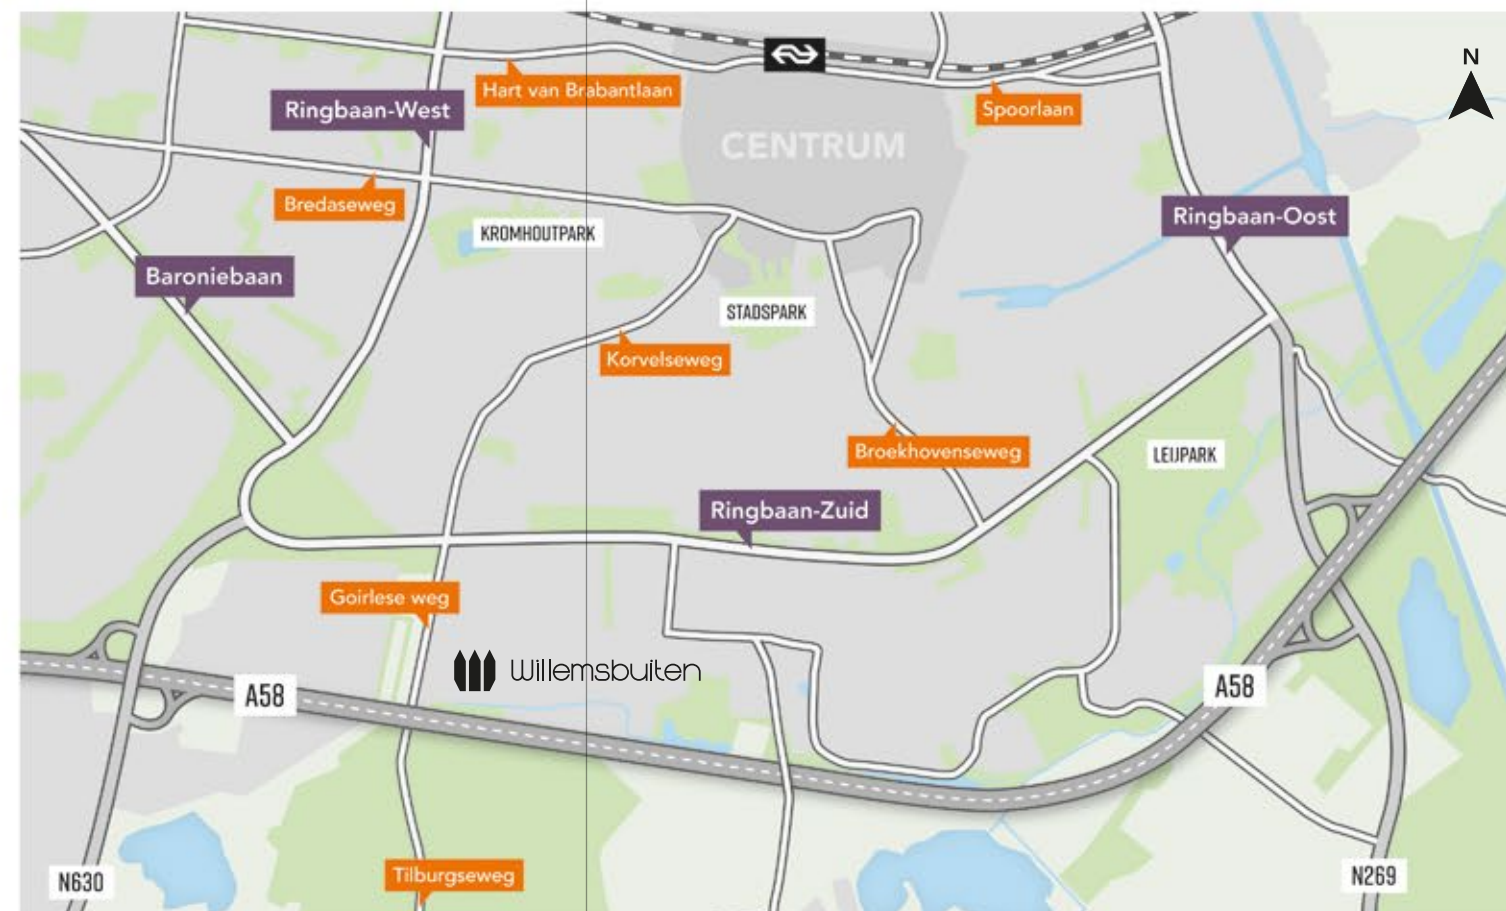 N
Hart van Brabantlaan
Ringbaan-West
Spoorlaan
CENTRUM
Bredaseweg
Ringbaan-Oost
KROMHOUTPARK
Baroniebaan
STADSPARK
Korvelseweg
Broekhovenseweg
LEIJPARK
Ringbaan-Zuid
Goirlese weg
Willemsbuiten
A58
A58
Tilburgseweg
N630
N269